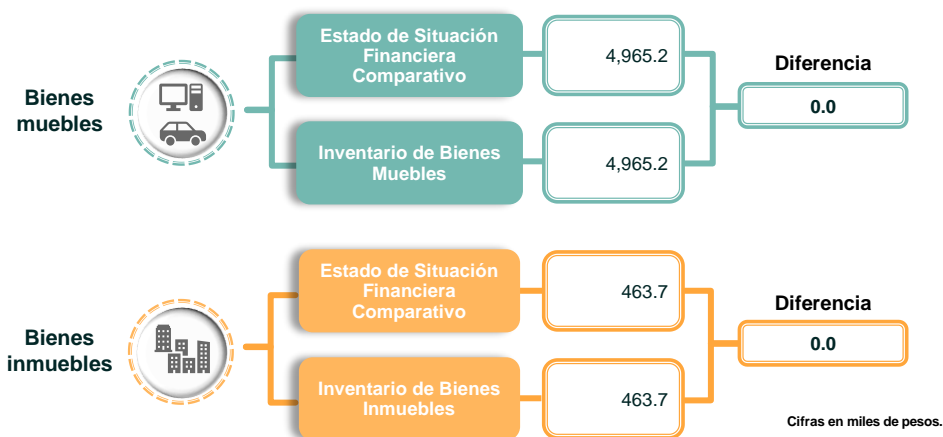 Bienes
muebles
Estado de Situación
Financiera
Comparativo
4,965.2
Inventario de Bienes
Muebles
4,965.2
Diferencia
0.0
Bienes
inmuebles
Estado de Situación
Financiera
Comparativo
463.7
Inventario de Bienes
Inmuebles
463.7
Diferencia
0.0
Cifras en miles de pesos.